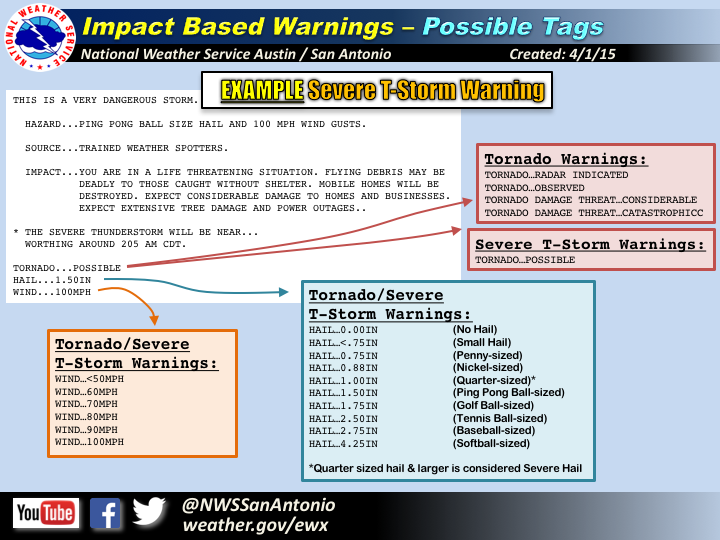 NATIONAL WEATHER SERVICE
Impact Based Warnings – Possible Tags
National Weather Service Austin / San Antonio Created: 4/1/15
EXAMPLE Severe T-Storm Warning
THIS IS A VERY DANGEROUS STORM.
HAZARD...PING PONG BALL SIZE HAIL AND 100 MPH WIND GUSTS.
SOURCE...TRAINED WEATHER SPOTTERS.
IMPACT...YOU ARE IN A LIFE THREATENING SITUATION. FLYING DEBRIS MAY BE
DEADLY TO THOSE CAUGHT WITHOUT SHELTER. MOBILE HOMES WILL BE
DESTROYED. EXPECT CONSIDERABLE DAMAGE TO HOMES AND BUSINESSES.
EXPECT EXTENSIVE TREE DAMAGE AND POWER OUTAGES..
* THE SEVERE THUNDERSTORM WILL BE NEAR...
WORTHING AROUND 205 AM CDT.
TORNADO...POSSIBLE
HAIL...1.50IN
WIND...100MPH
Tornado Warnings:
TORNADO…RADAR INDICATED
TORNADO…OBSERVED
TORNADO DAMAGE THREAT…CONSIDERABLE
TORNADO DAMAGE THREAT…CATASTROPHICC
Severe T-Storm Warnings:
TORNADO…POSSIBLE
Tornado/Severe
T-Storm Warnings:
WIND…<50MPH
WIND…60MPH
WIND…70MPH
WIND…80MPH
WIND…90MPH
WIND…100MPH
Tornado/Severe
T-Storm Warnings:
HAIL…0.00IN (No Hail)
HAIL…<.75IN (Small Hail)
HAIL…0.75IN (Penny-sized)
HAIL…0.88IN (Nickel-sized)
HAIL…1.00IN (Quarter-sized)*
HAIL…1.50IN (Ping Pong Ball-sized)
HAIL…1.75IN (Golf Ball-sized)
HAIL…2.50IN (Tennis Ball-sized)
HAIL…2.75IN (Baseball-sized)
HAIL…4.25IN (Softball-sized)
*Quarter sized hail & larger is considered Severe Hail
YouTube
f
@NWSSanAntonio
weather.gov/ewx